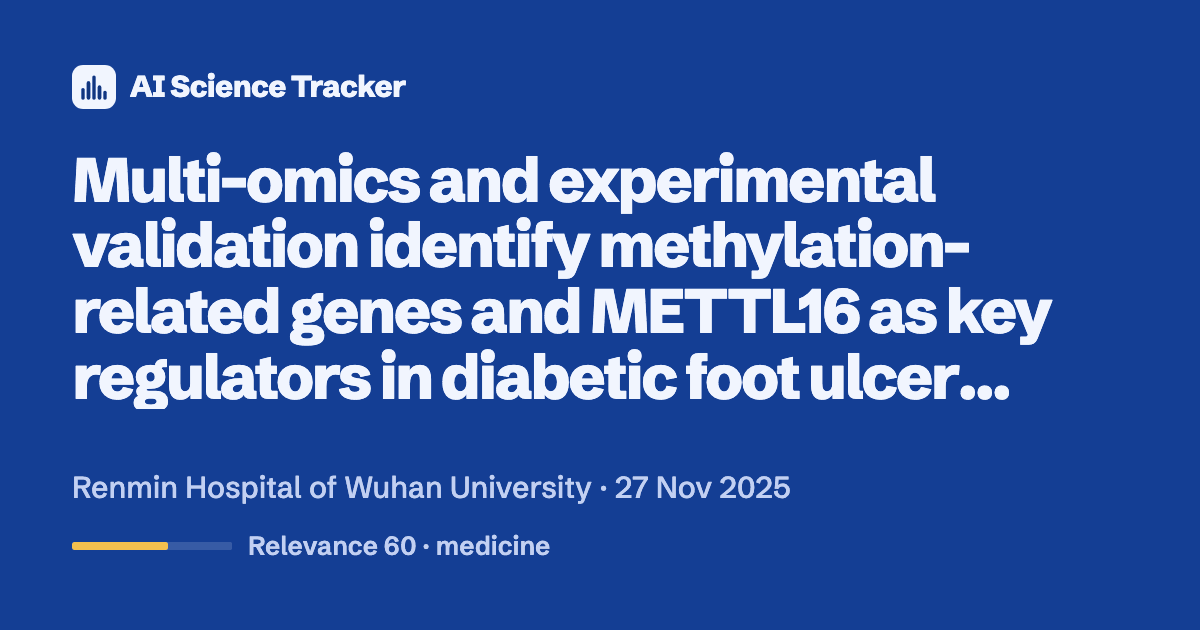 AI Science Tracker
Multi-omics and experimental
validation identify methylation-
related genes and METTL16 as key
regulators in diabetic foot ulcer...
Renmin Hospital of Wuhan University · 27 Nov 2025
Relevance 60 · medicine